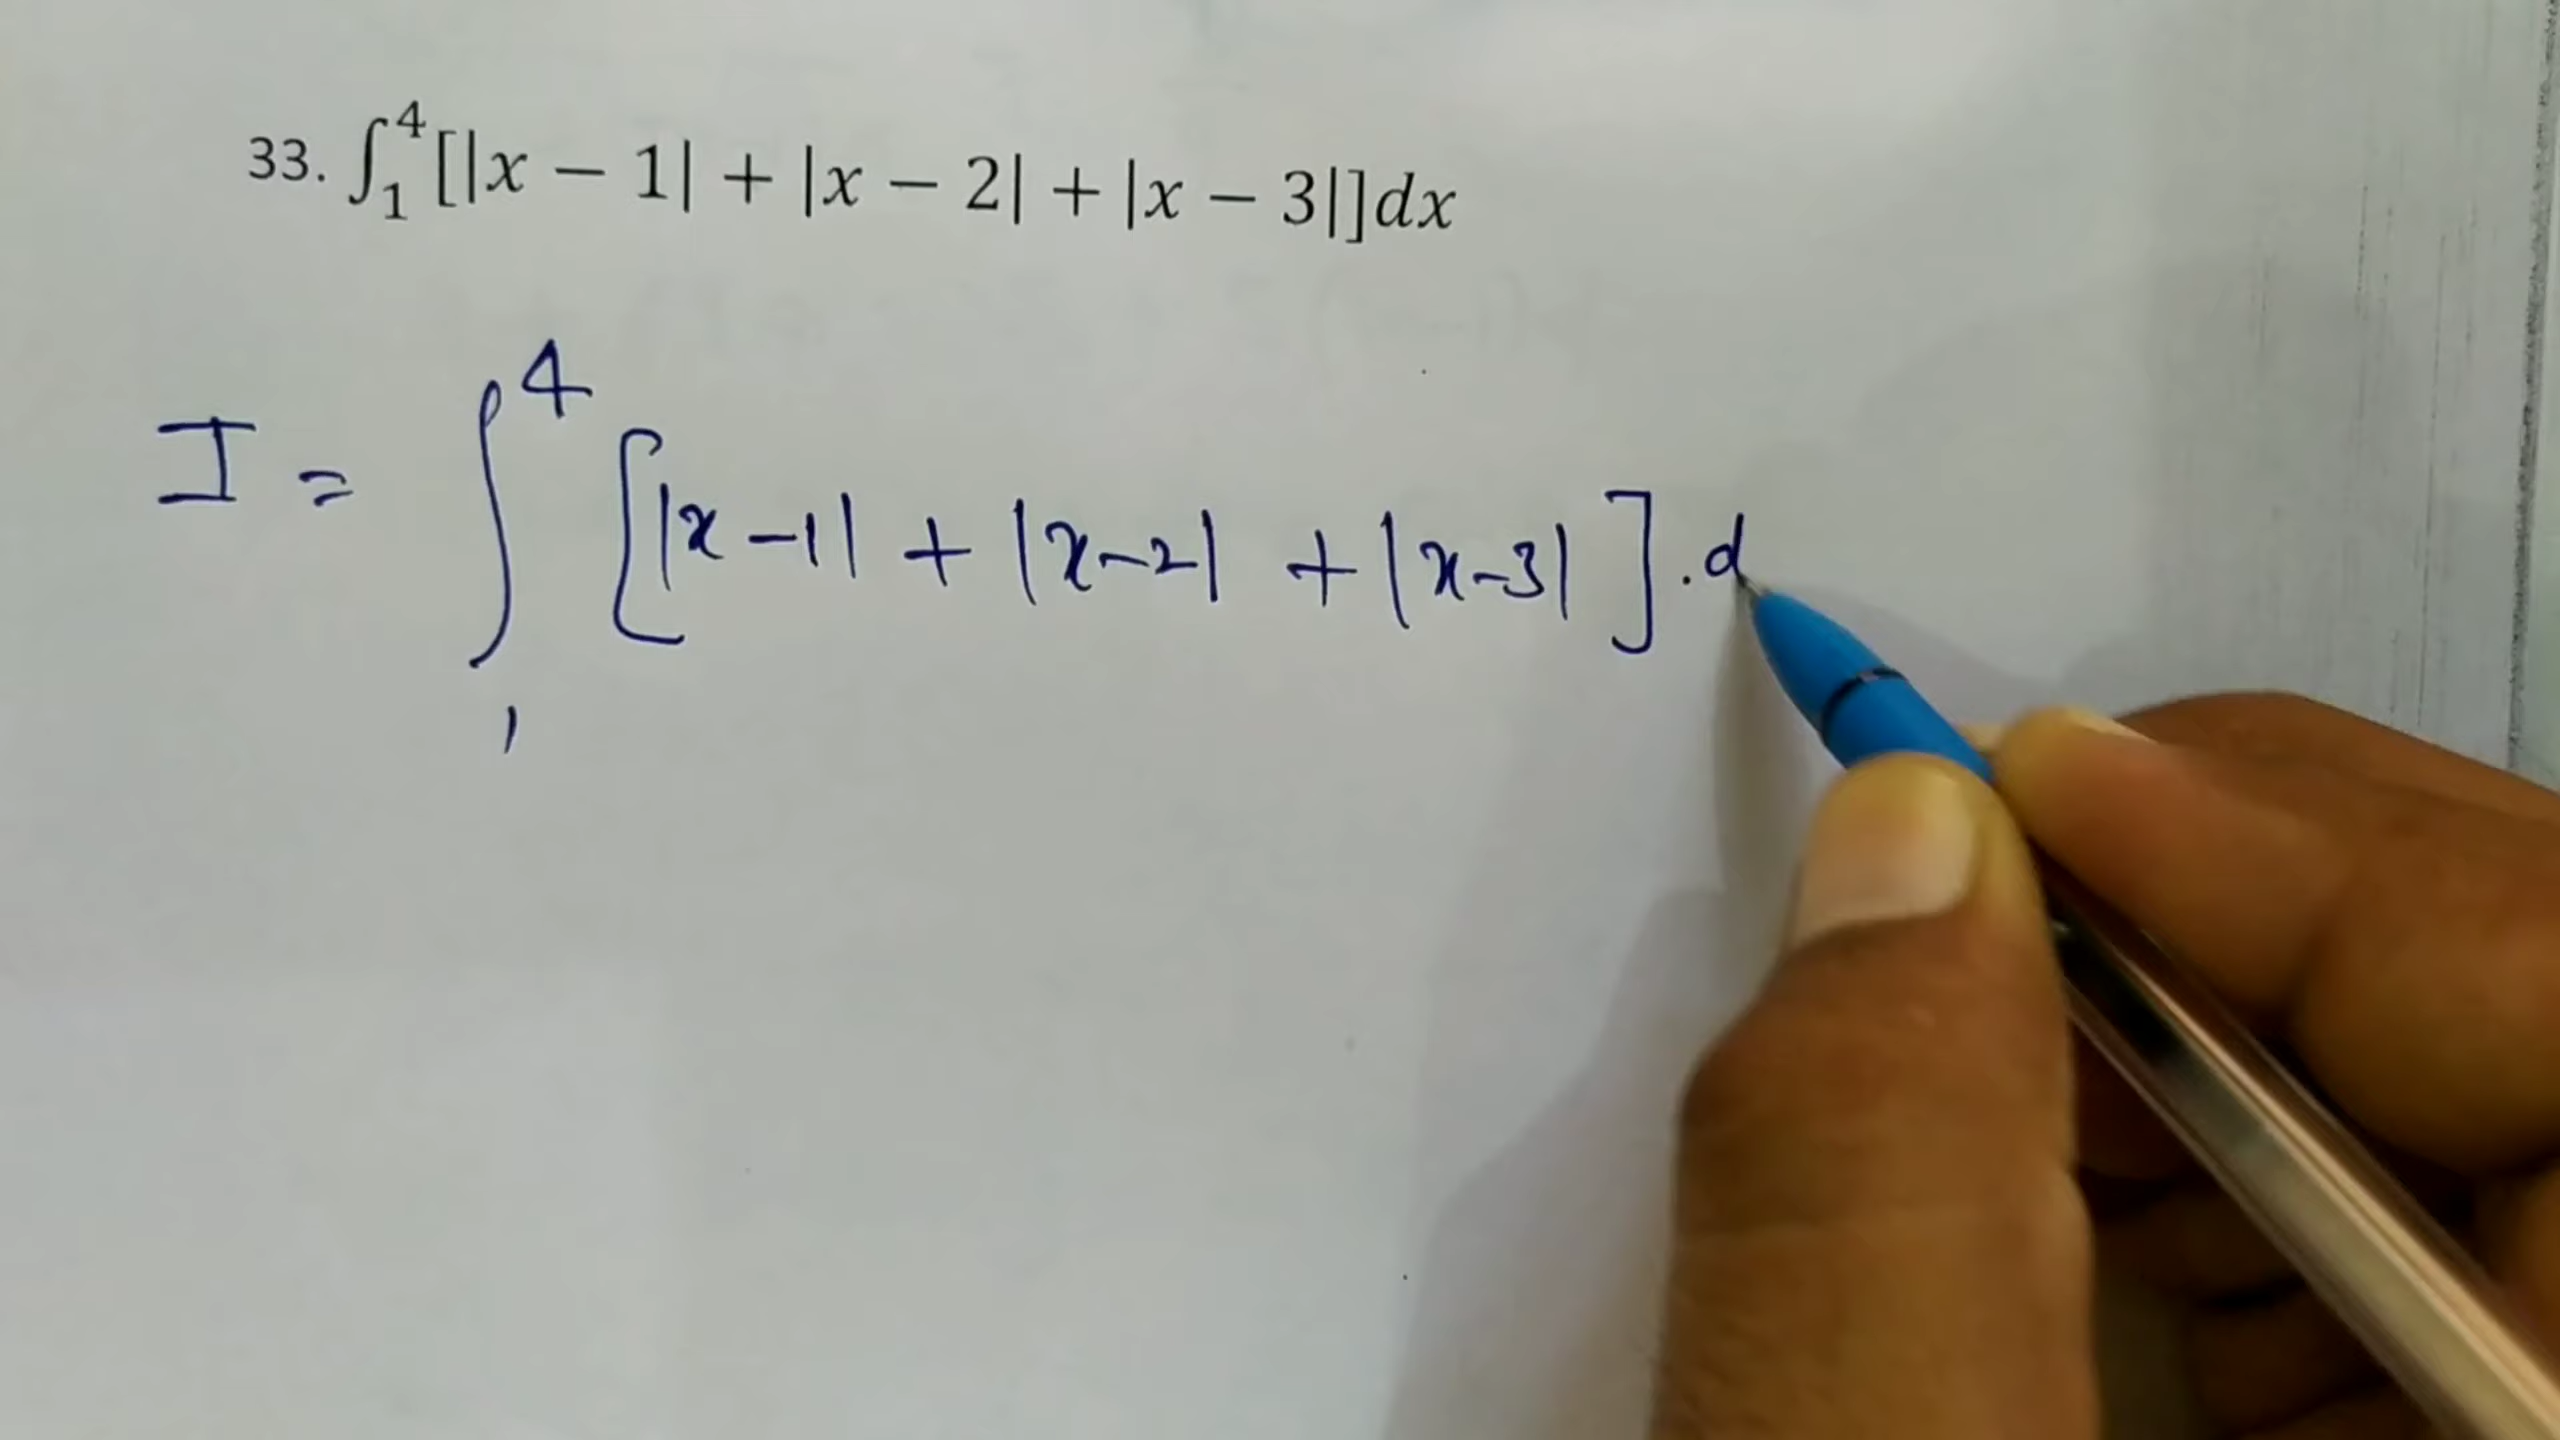 33. ∫₁⁴[|x − 1| + |x − 2| + |x − 3|]dx
I = ∫₁⁴ [|x-1| + |x-2| + |x-3|].d